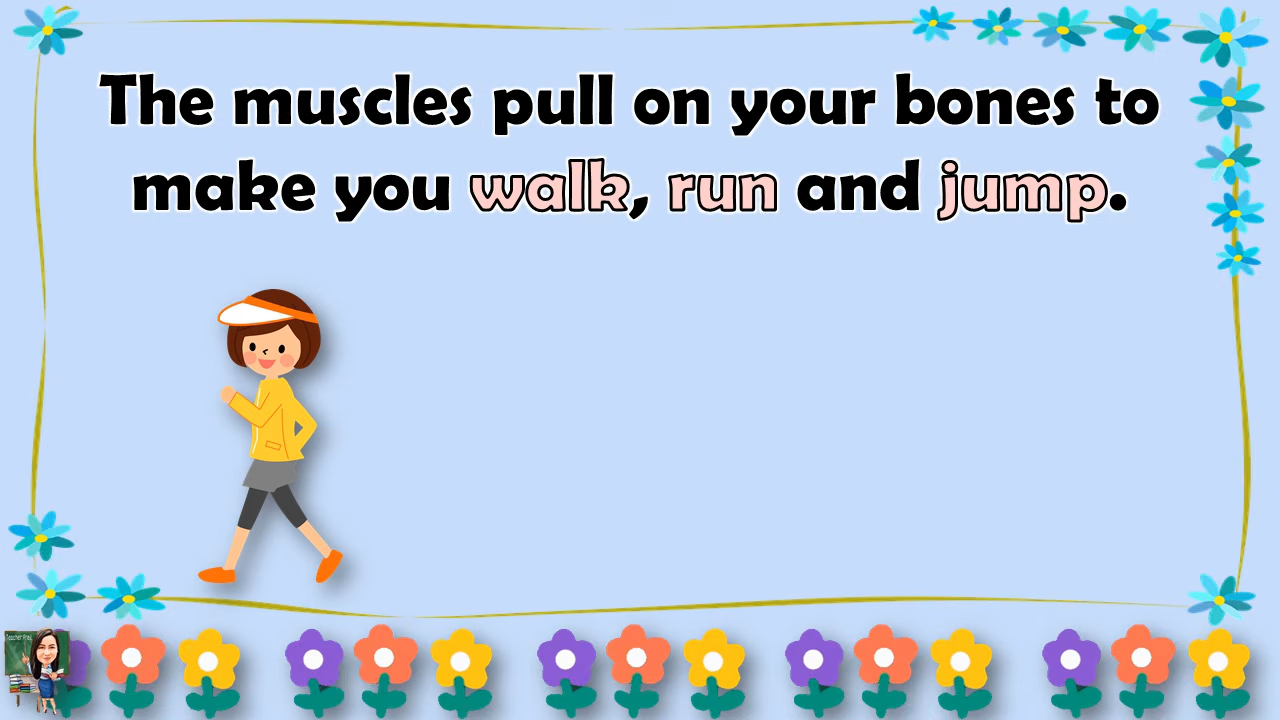 The muscles pull on your bones to
make you walk, run and jump.